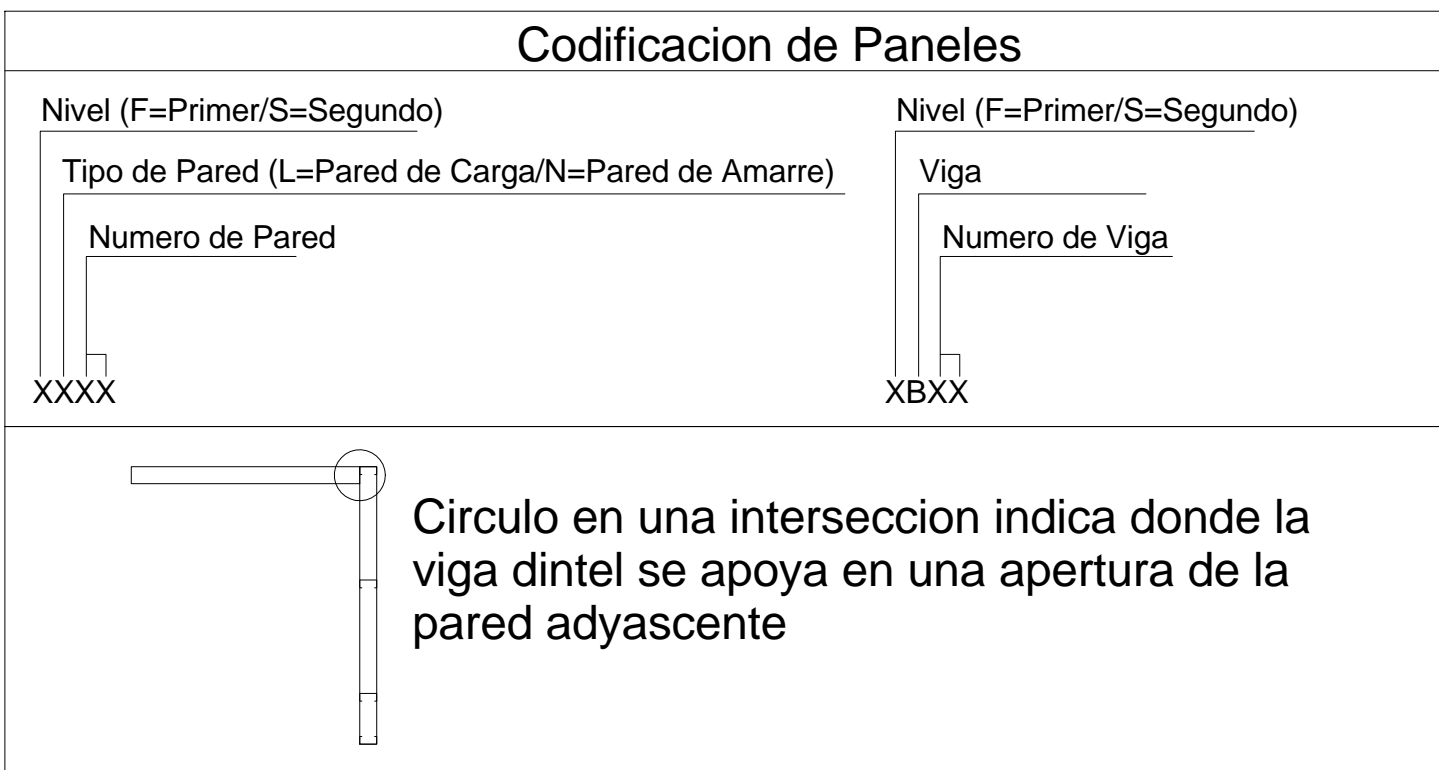 Codificacion de Paneles
Nivel (F=Primer/S=Segundo)
Tipo de Pared (L=Pared de Carga/N=Pared de Amarre)
Numero de Pared
XXXX
Nivel (F=Primer/S=Segundo)
Viga
Numero de Viga
XBXX
Circulo en una interseccion indica donde la
viga dintel se apoya en una apertura de la
pared adyascente